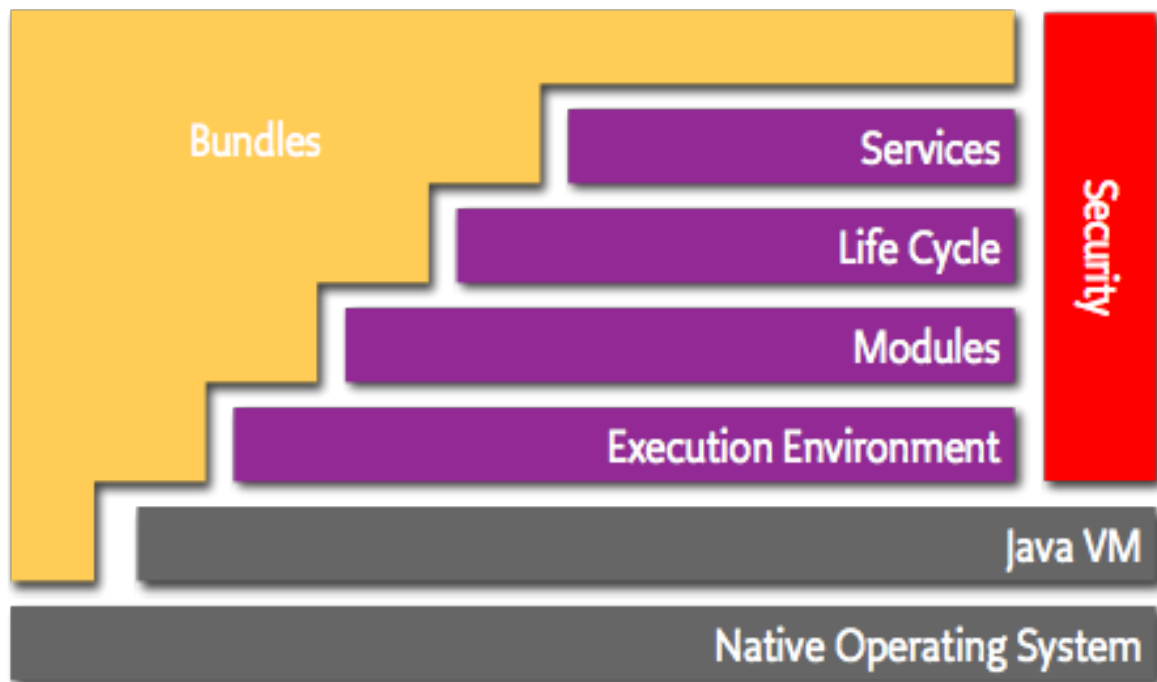 Bundles
Services
Life Cycle
Modules
Execution Environment
Security
Java VM
Native Operating System